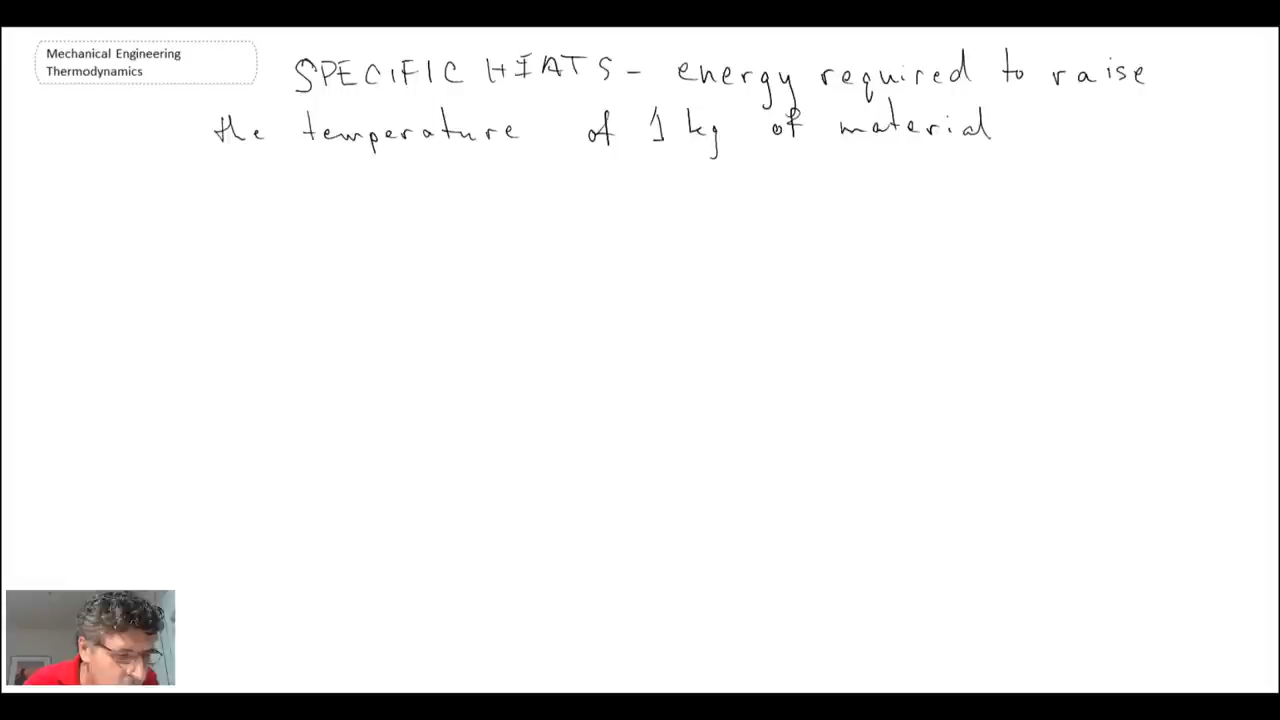 Mechanical Engineering
Thermodynamics
SPECIFIC HEATS - energy required to raise
the temperature of 1 kg of material